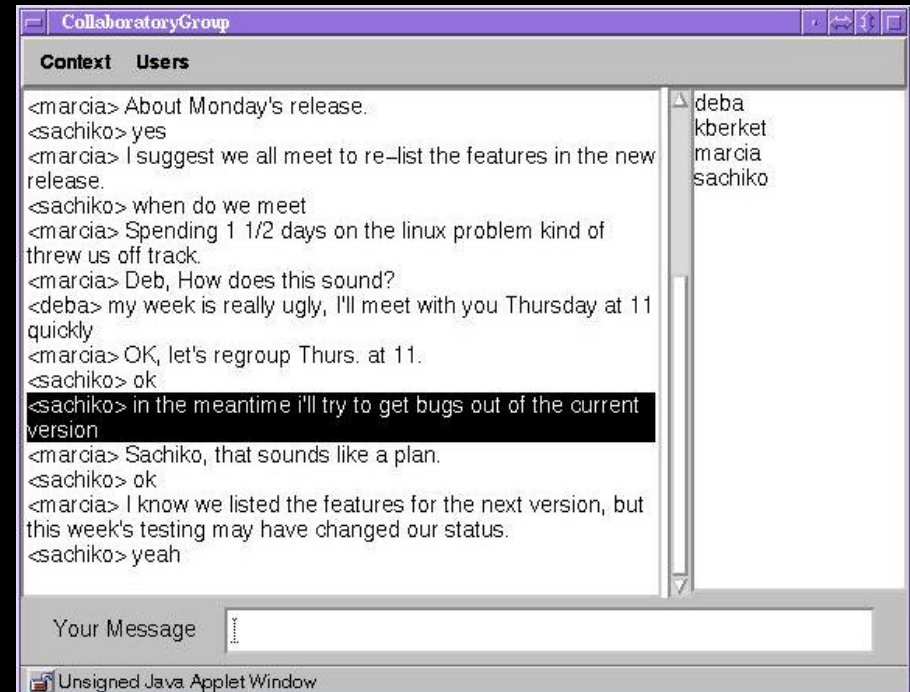 CollaboratoryGroup
Context Users
<marcia> About Monday's release.
<sachiko> yes
<marcia> I suggest we all meet to re-list the features in the new
release.
<sachiko> when do we meet
<marcia> Spending 1 1/2 days on the linux problem kind of
threw us off track.
<marcia> Deb, How does this sound?
<deba> my week is really ugly, I'll meet with you Thursday at 11
quickly
<marcia> OK, let's regroup Thurs. at 11.
<sachiko> ok
<sachiko> in the meantime i'll try to get bugs out of the current
version
<marcia> Sachiko, that sounds like a plan.
<sachiko> ok
<marcia> I know we listed the features for the next version, but
this week's testing may have changed our status.
<sachiko> yeah
deba
kberket
marcia
sachiko
Your Message
Unsigned Java Applet Window